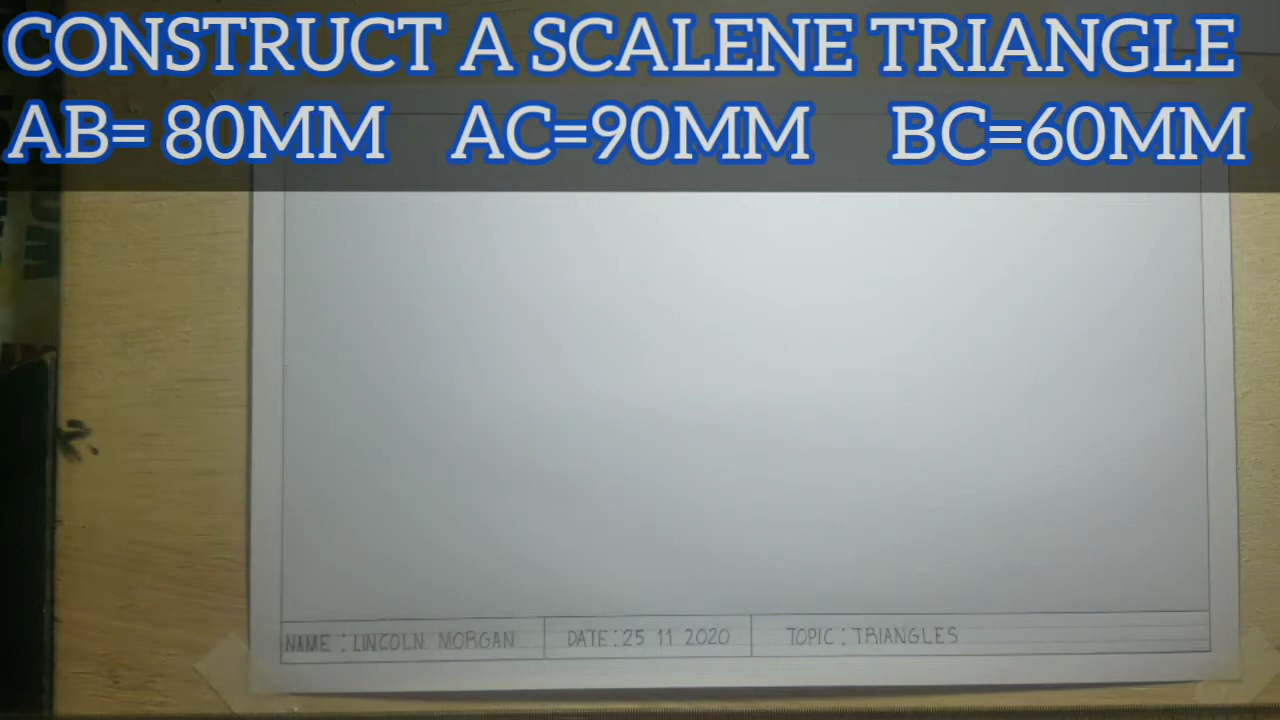 CONSTRUCT A SCALENE TRIANGLE
AB= 80MM AC=90MM BC=60MM
NAME : LINCOLN MORGAN DATE : 25 11 2020 TOPIC : TRIANGLES